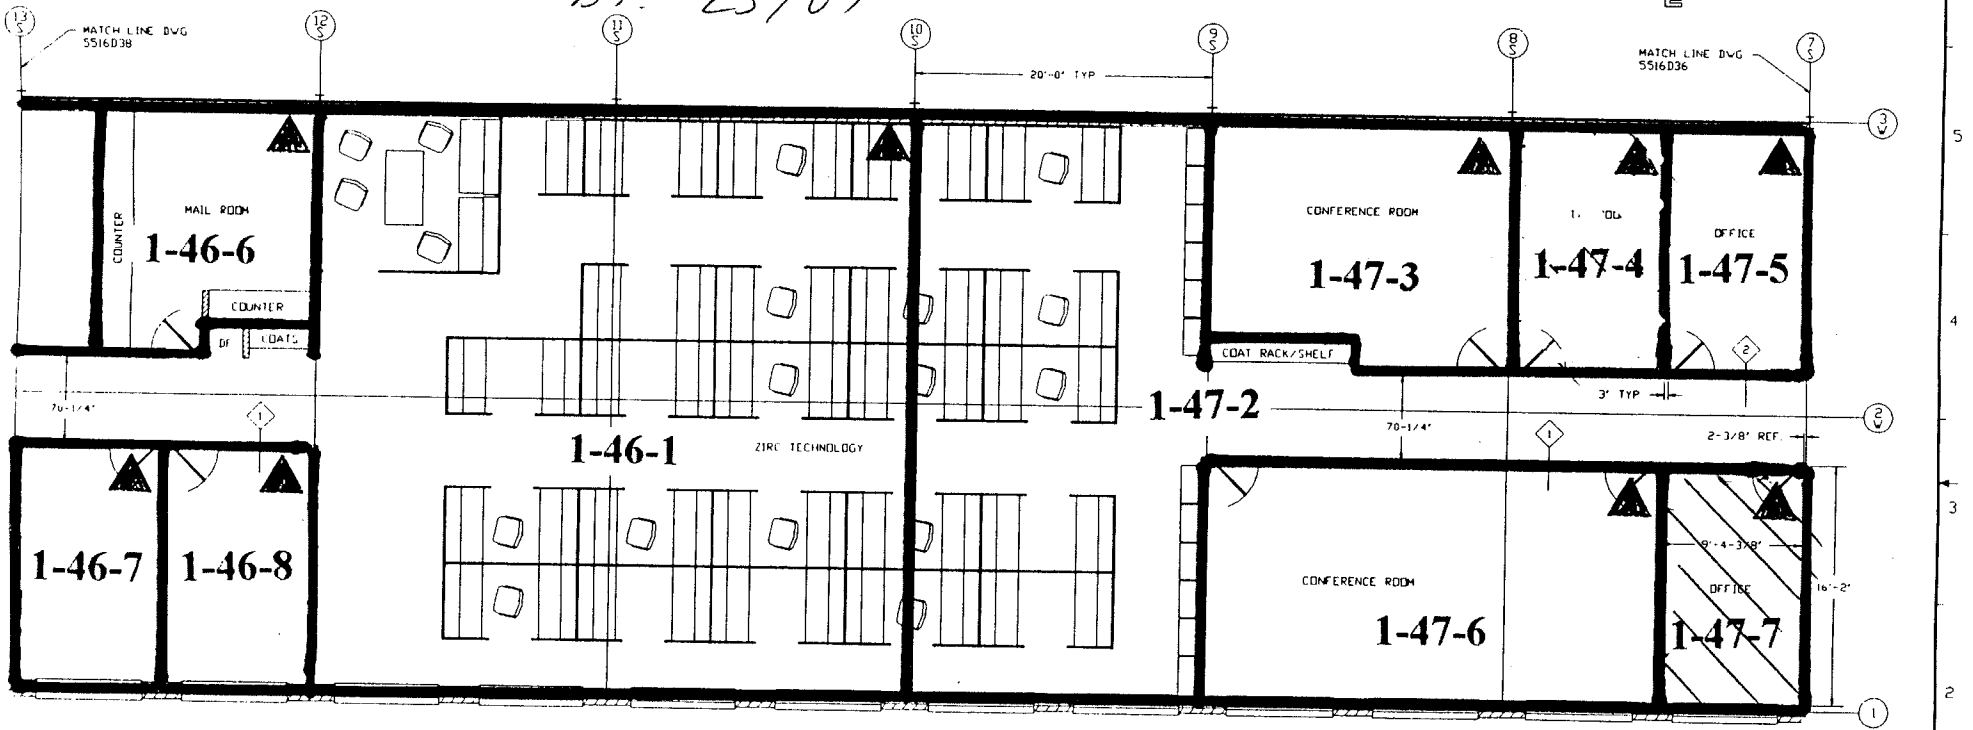 13
S
12
S
11
S
10
S
9
S
8
S
7
S
MATCH LINE DWG
5516D38
20'-0" TYP
MATCH LINE DWG
5516D36
3
W
5
MAIL ROOM
1-46-6
COUNTER
COUNTER
DF
COATS
CONFERENCE ROOM
1-47-3
1-47-4
OFFICE
1-47-5
2
4
COAT RACK/SHELF
3" TYP
70-1/4"
1
1-46-1
ZIRC TECHNOLOGY
1-47-2
70-1/4"
1
2-3/8" REF.
2
W
3
1-46-7
1-46-8
CONFERENCE ROOM
1-47-6
9'-4-3/8"
OFFICE
1-47-7
16'-2"
1
2